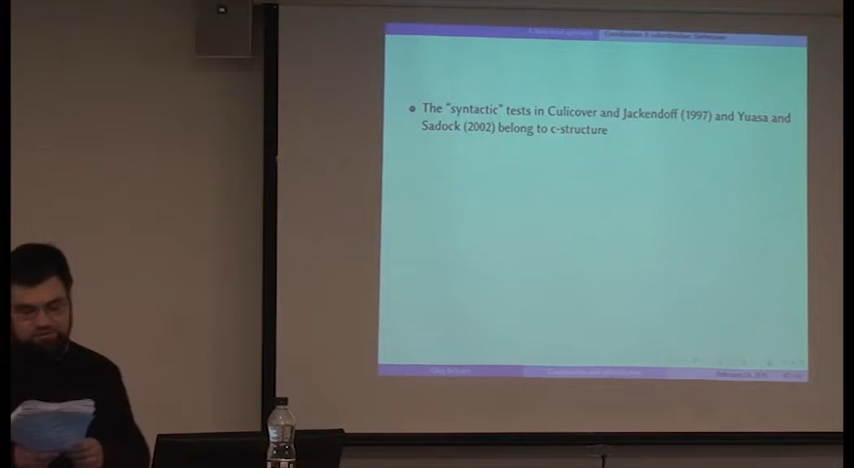 The "syntactic" tests in Culicover and Jackendoff (1997) and Yuasa and
Sadock (2002) belong to c-structure